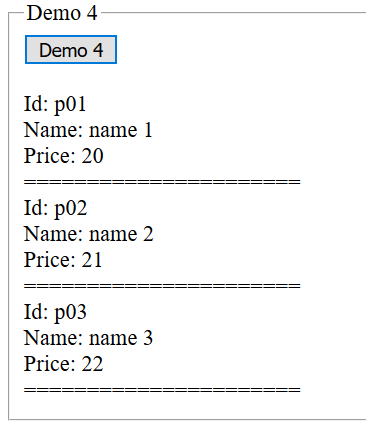 Demo 4
Demo 4
Id: p01
Name: name 1
Price: 20
======================
Id: p02
Name: name 2
Price: 21
======================
Id: p03
Name: name 3
Price: 22
======================